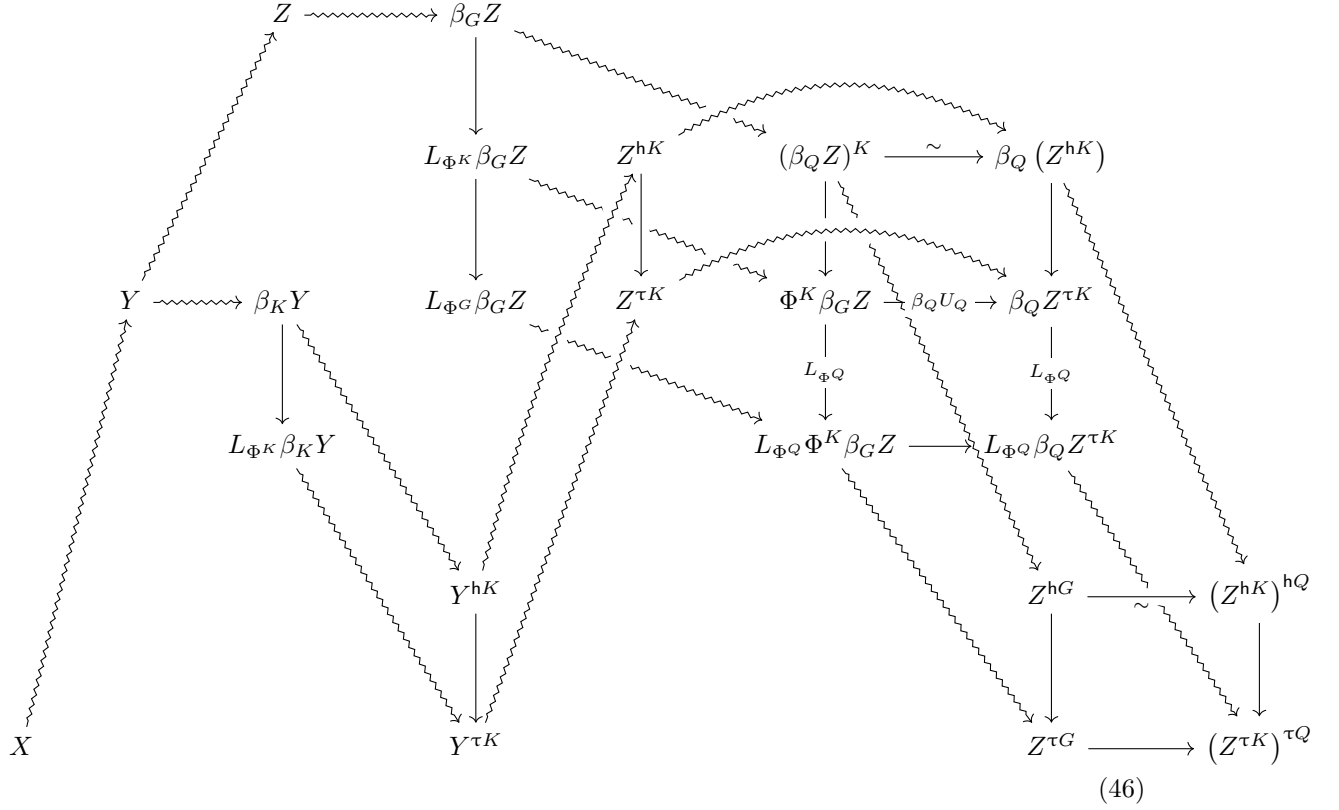 Z β_G Z
L_{Φ^K} β_G Z Z^{hK} (β_Q Z)^K ∼ β_Q (Z^{hK})
Y β_K Y L_{Φ^G} β_G Z Z^{τK} Φ^K β_G Z β_Q U_Q β_Q Z^{τK}
L_{Φ^Q} L_{Φ^Q}
L_{Φ^K} β_K Y L_{Φ^Q} Φ^K β_G Z L_{Φ^Q} β_Q Z^{τK}
Y^{hK} Z^{hG} ∼ (Z^{hK})^{hQ}
X Y^{τK} Z^{τG} (Z^{τK})^{τQ}
(46)